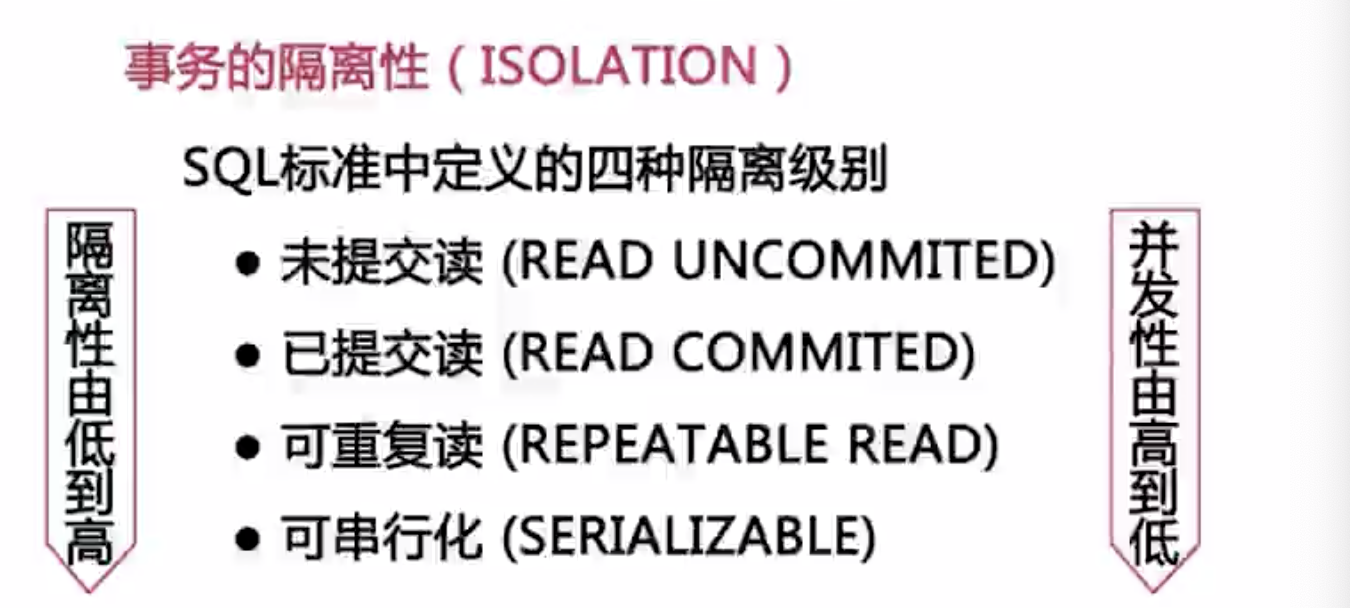 事务的隔离性（ISOLATION）
SQL标准中定义的四种隔离级别
隔离性由低到高
● 未提交读 (READ UNCOMMITED)
● 已提交读 (READ COMMITED)
● 可重复读 (REPEATABLE READ)
● 可串行化 (SERIALIZABLE)
并发性由高到低